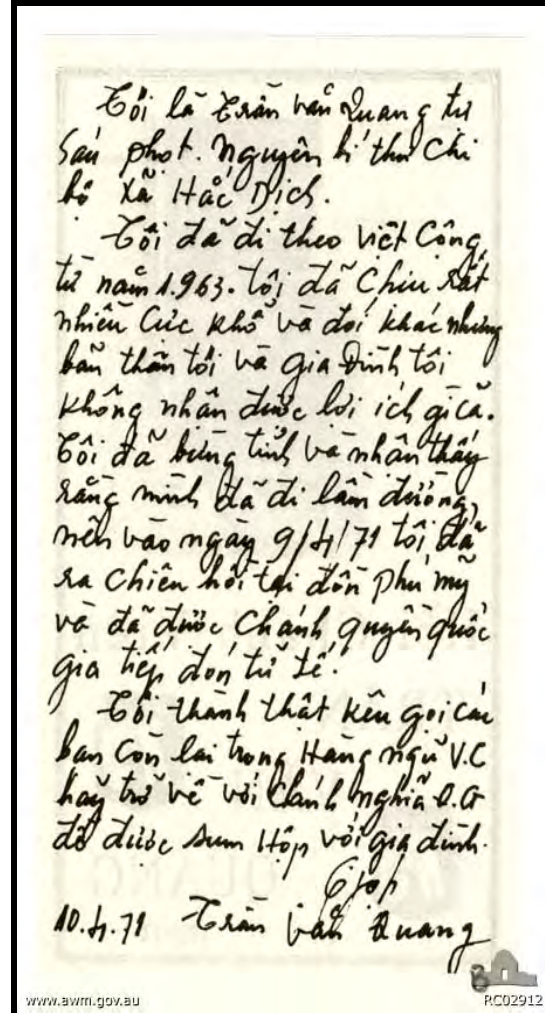 Tôi là Trần văn Quang tư
Sáu phot. Nguyên bí thư Chi
bộ Xã Hắc Dịch.
Tôi đã đi theo Việt Công
từ năm 1.963. Tôi đã Chịu rất
nhiều Cực khổ và đói khác nhưng
bản thân tôi và Gia Đình tôi
không nhận được lợi ích gì cả.
Tôi đã bừng tỉnh và nhân thấy
rằng mình đã đi lầm đường,
nên vào ngày 9/4/71 tôi đã
ra Chiêu hồi tại đồn Phú Mỹ
và đã được Chánh quyền quốc
gia tiếp đón tử tế.
Tôi thành thật kêu gọi các
bạn Còn lại trong Hàng ngũ V.C
hãy trở về với Chánh Nghĩa Q.G
để được sum Hộp với gia đình.
10.4.71 Trần văn Quang
B
www.awm.gov.au
RC02912